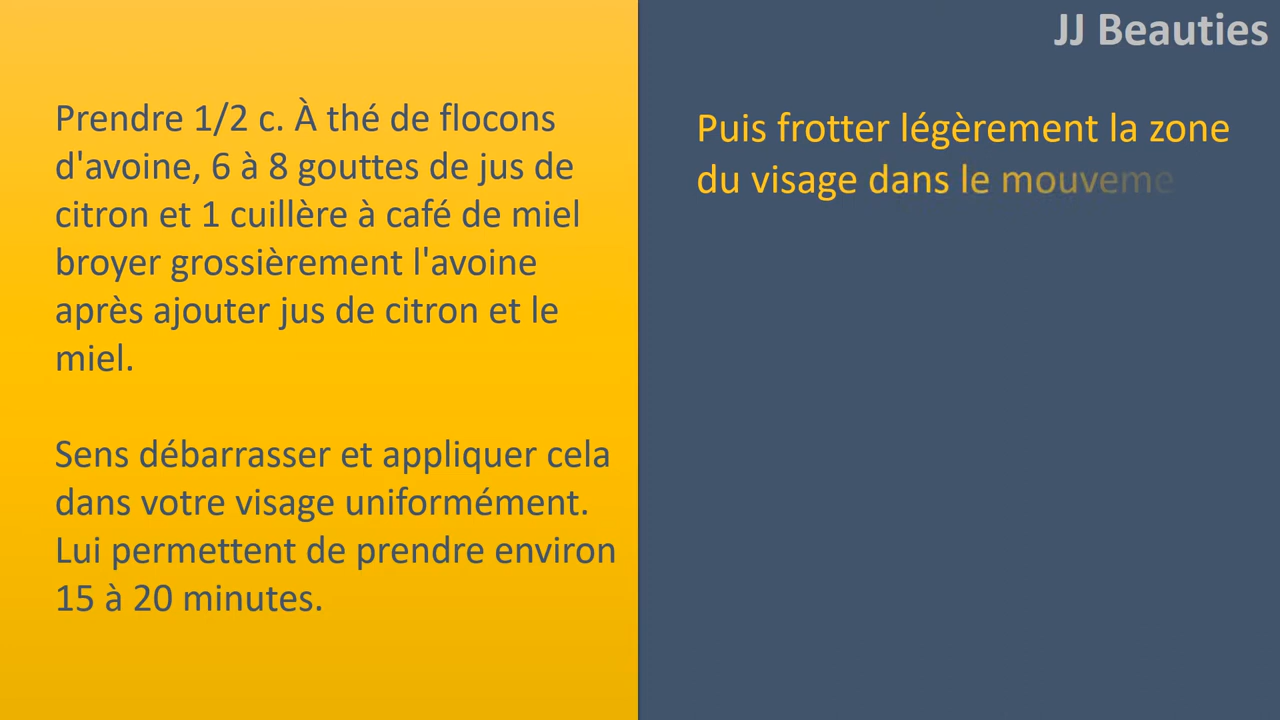 JJ Beauties
Prendre 1/2 c. À thé de flocons
d'avoine, 6 à 8 gouttes de jus de
citron et 1 cuillère à café de miel
broyer grossièrement l'avoine
après ajouter jus de citron et le
miel.
Sens débarrasser et appliquer cela
dans votre visage uniformément.
Lui permettent de prendre environ
15 à 20 minutes.
Puis frotter légèrement la zone
du visage dans le mouveme